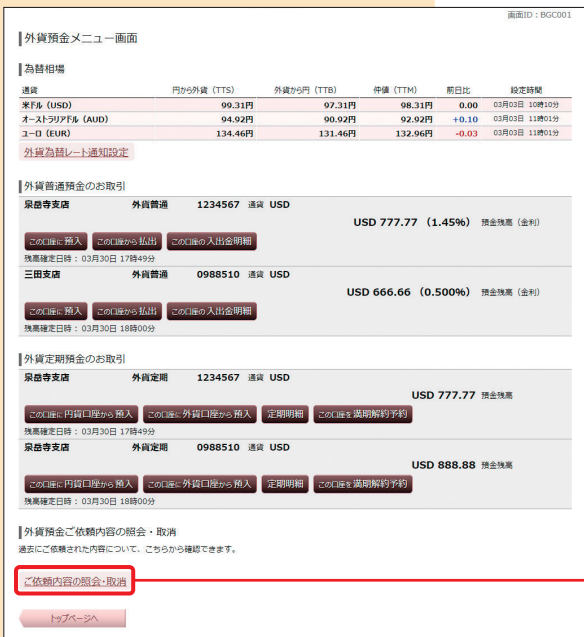 画面ID：BGC001
外貨預金メニュー画面
為替相場
通貨 円から外貨（TTS） 外貨から円（TTB） 仲値（TTM） 前日比 設定時間
米ドル（USD） 99.31円 97.31円 98.31円 0.00 03月03日 10時10分
オーストラリアドル（AUD） 94.92円 90.92円 92.92円 +0.10 03月03日 11時01分
ユーロ（EUR） 134.46円 131.46円 132.96円 -0.03 03月03日 11時01分
外貨為替レート通知設定
外貨普通預金のお取引
泉岳寺支店 外貨普通 1234567 通貨 USD
USD 777.77 （1.45%） 預金残高（金利）
この口座に預入 この口座から払出 この口座の入出金明細
残高確定日時：03月30日 17時49分
三田支店 外貨普通 0988510 通貨 USD
USD 666.66 （0.500%） 預金残高（金利）
この口座に預入 この口座から払出 この口座の入出金明細
残高確定日時：03月30日 18時00分
外貨定期預金のお取引
泉岳寺支店 外貨定期 1234567 通貨 USD
USD 777.77 預金残高
この口座に円貨口座から預入 この口座に外貨口座から預入 定期明細 この口座を満期解約予約
残高確定日時：03月30日 17時49分
泉岳寺支店 外貨定期 0988510 通貨 USD
USD 888.88 預金残高
この口座に円貨口座から預入 この口座に外貨口座から預入 定期明細 この口座を満期解約予約
残高確定日時：03月30日 18時00分
外貨預金ご依頼内容の照会・取消
過去にご依頼された内容について、こちらから確認できます。
ご依頼内容の照会・取消
トップページへ